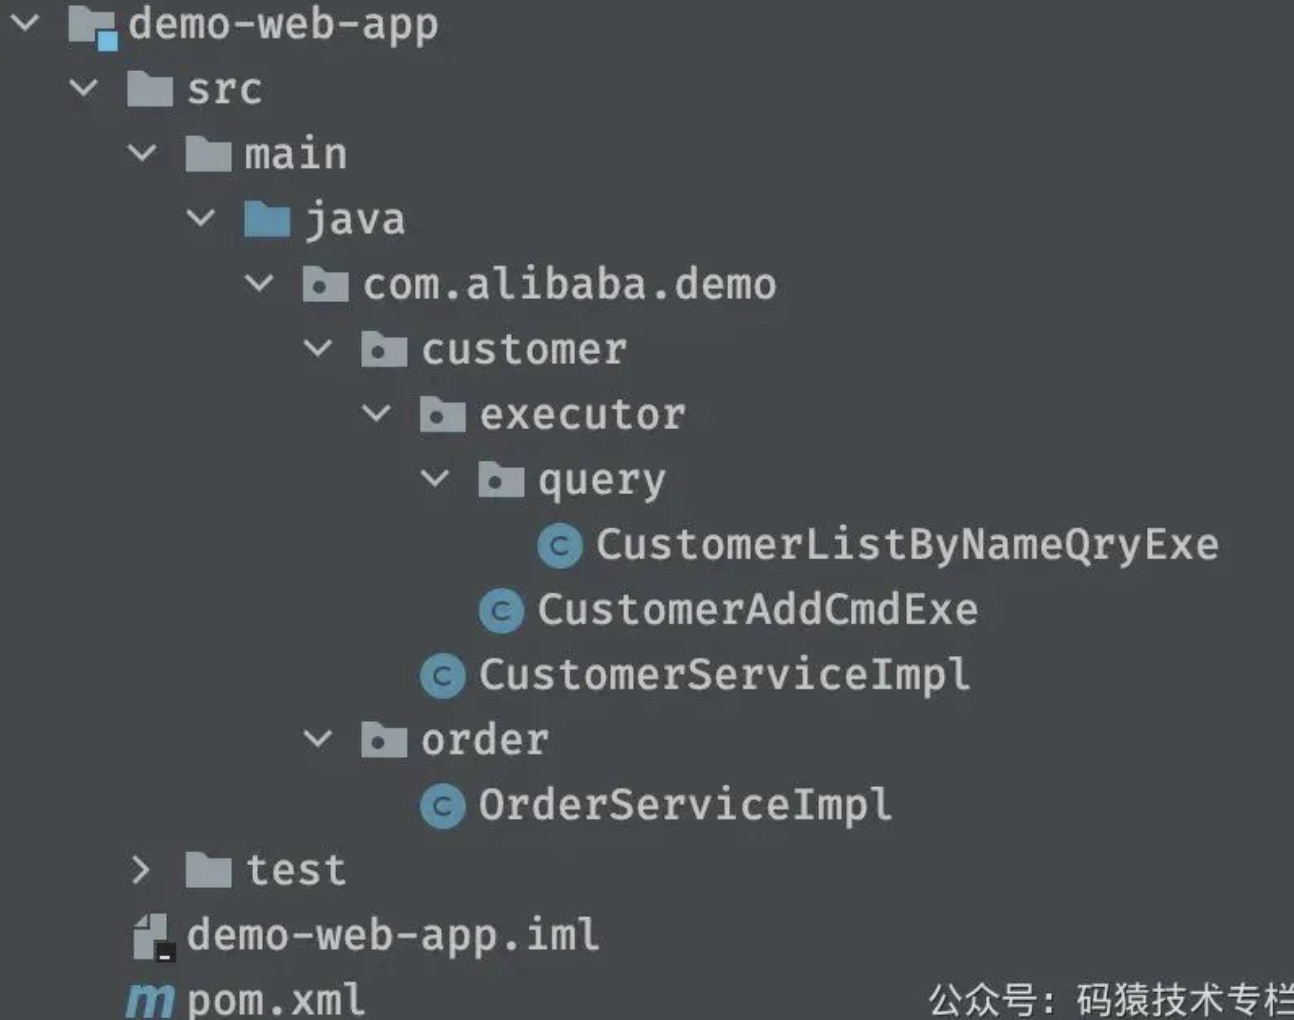 demo-web-app
src
main
java
com.alibaba.demo
customer
executor
query
CustomerListByNameQryExe
CustomerAddCmdExe
CustomerServiceImpl
order
OrderServiceImpl
test
demo-web-app.iml
pom.xml
公众号：码猿技术专栏